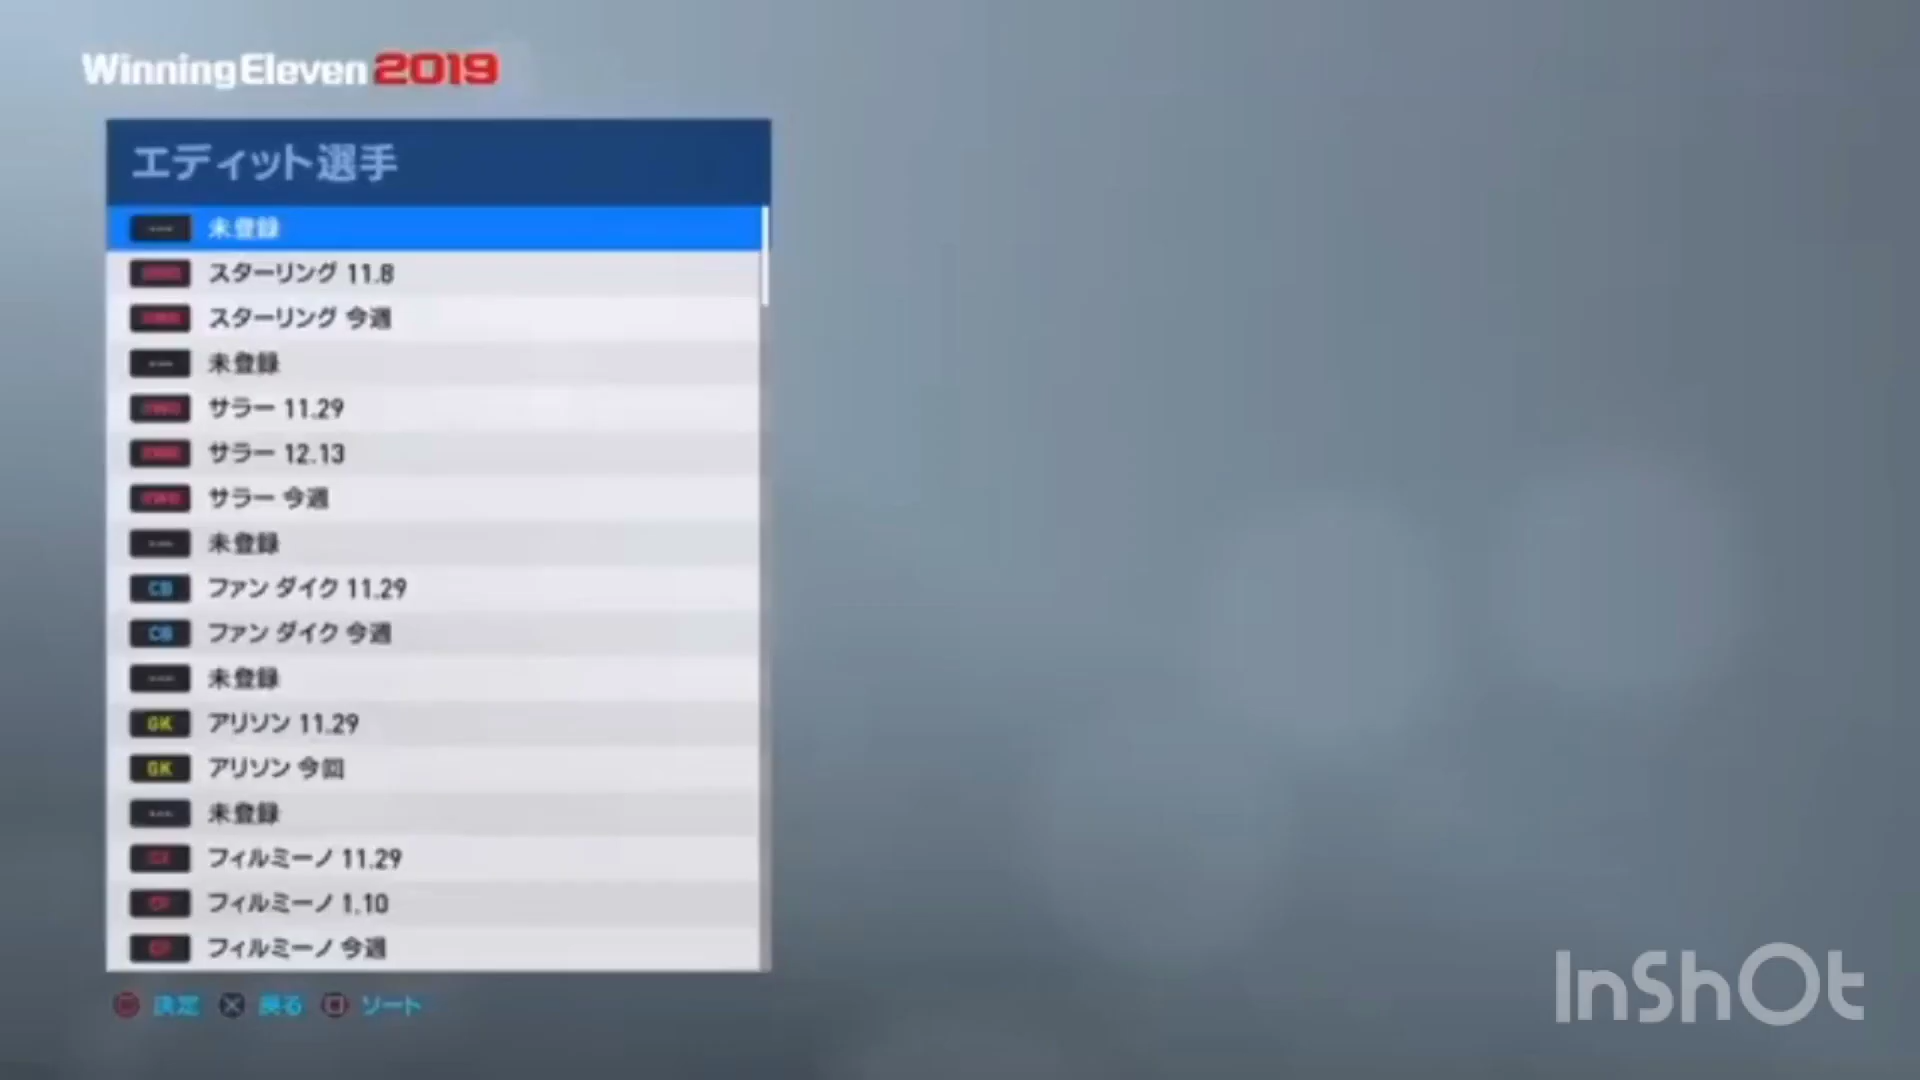 Winning Eleven 2019
エディット選手
--- 未登録
スターリング 11.8
スターリング 今週
--- 未登録
サラー 11.29
サラー 12.13
サラー 今週
--- 未登録
CB ファン ダイク 11.29
CB ファン ダイク 今週
--- 未登録
GK アリソン 11.29
GK アリソン 今回
--- 未登録
CF フィルミーノ 11.29
CF フィルミーノ 1.10
CF フィルミーノ 今週
決定 戻る ソート
InShOt